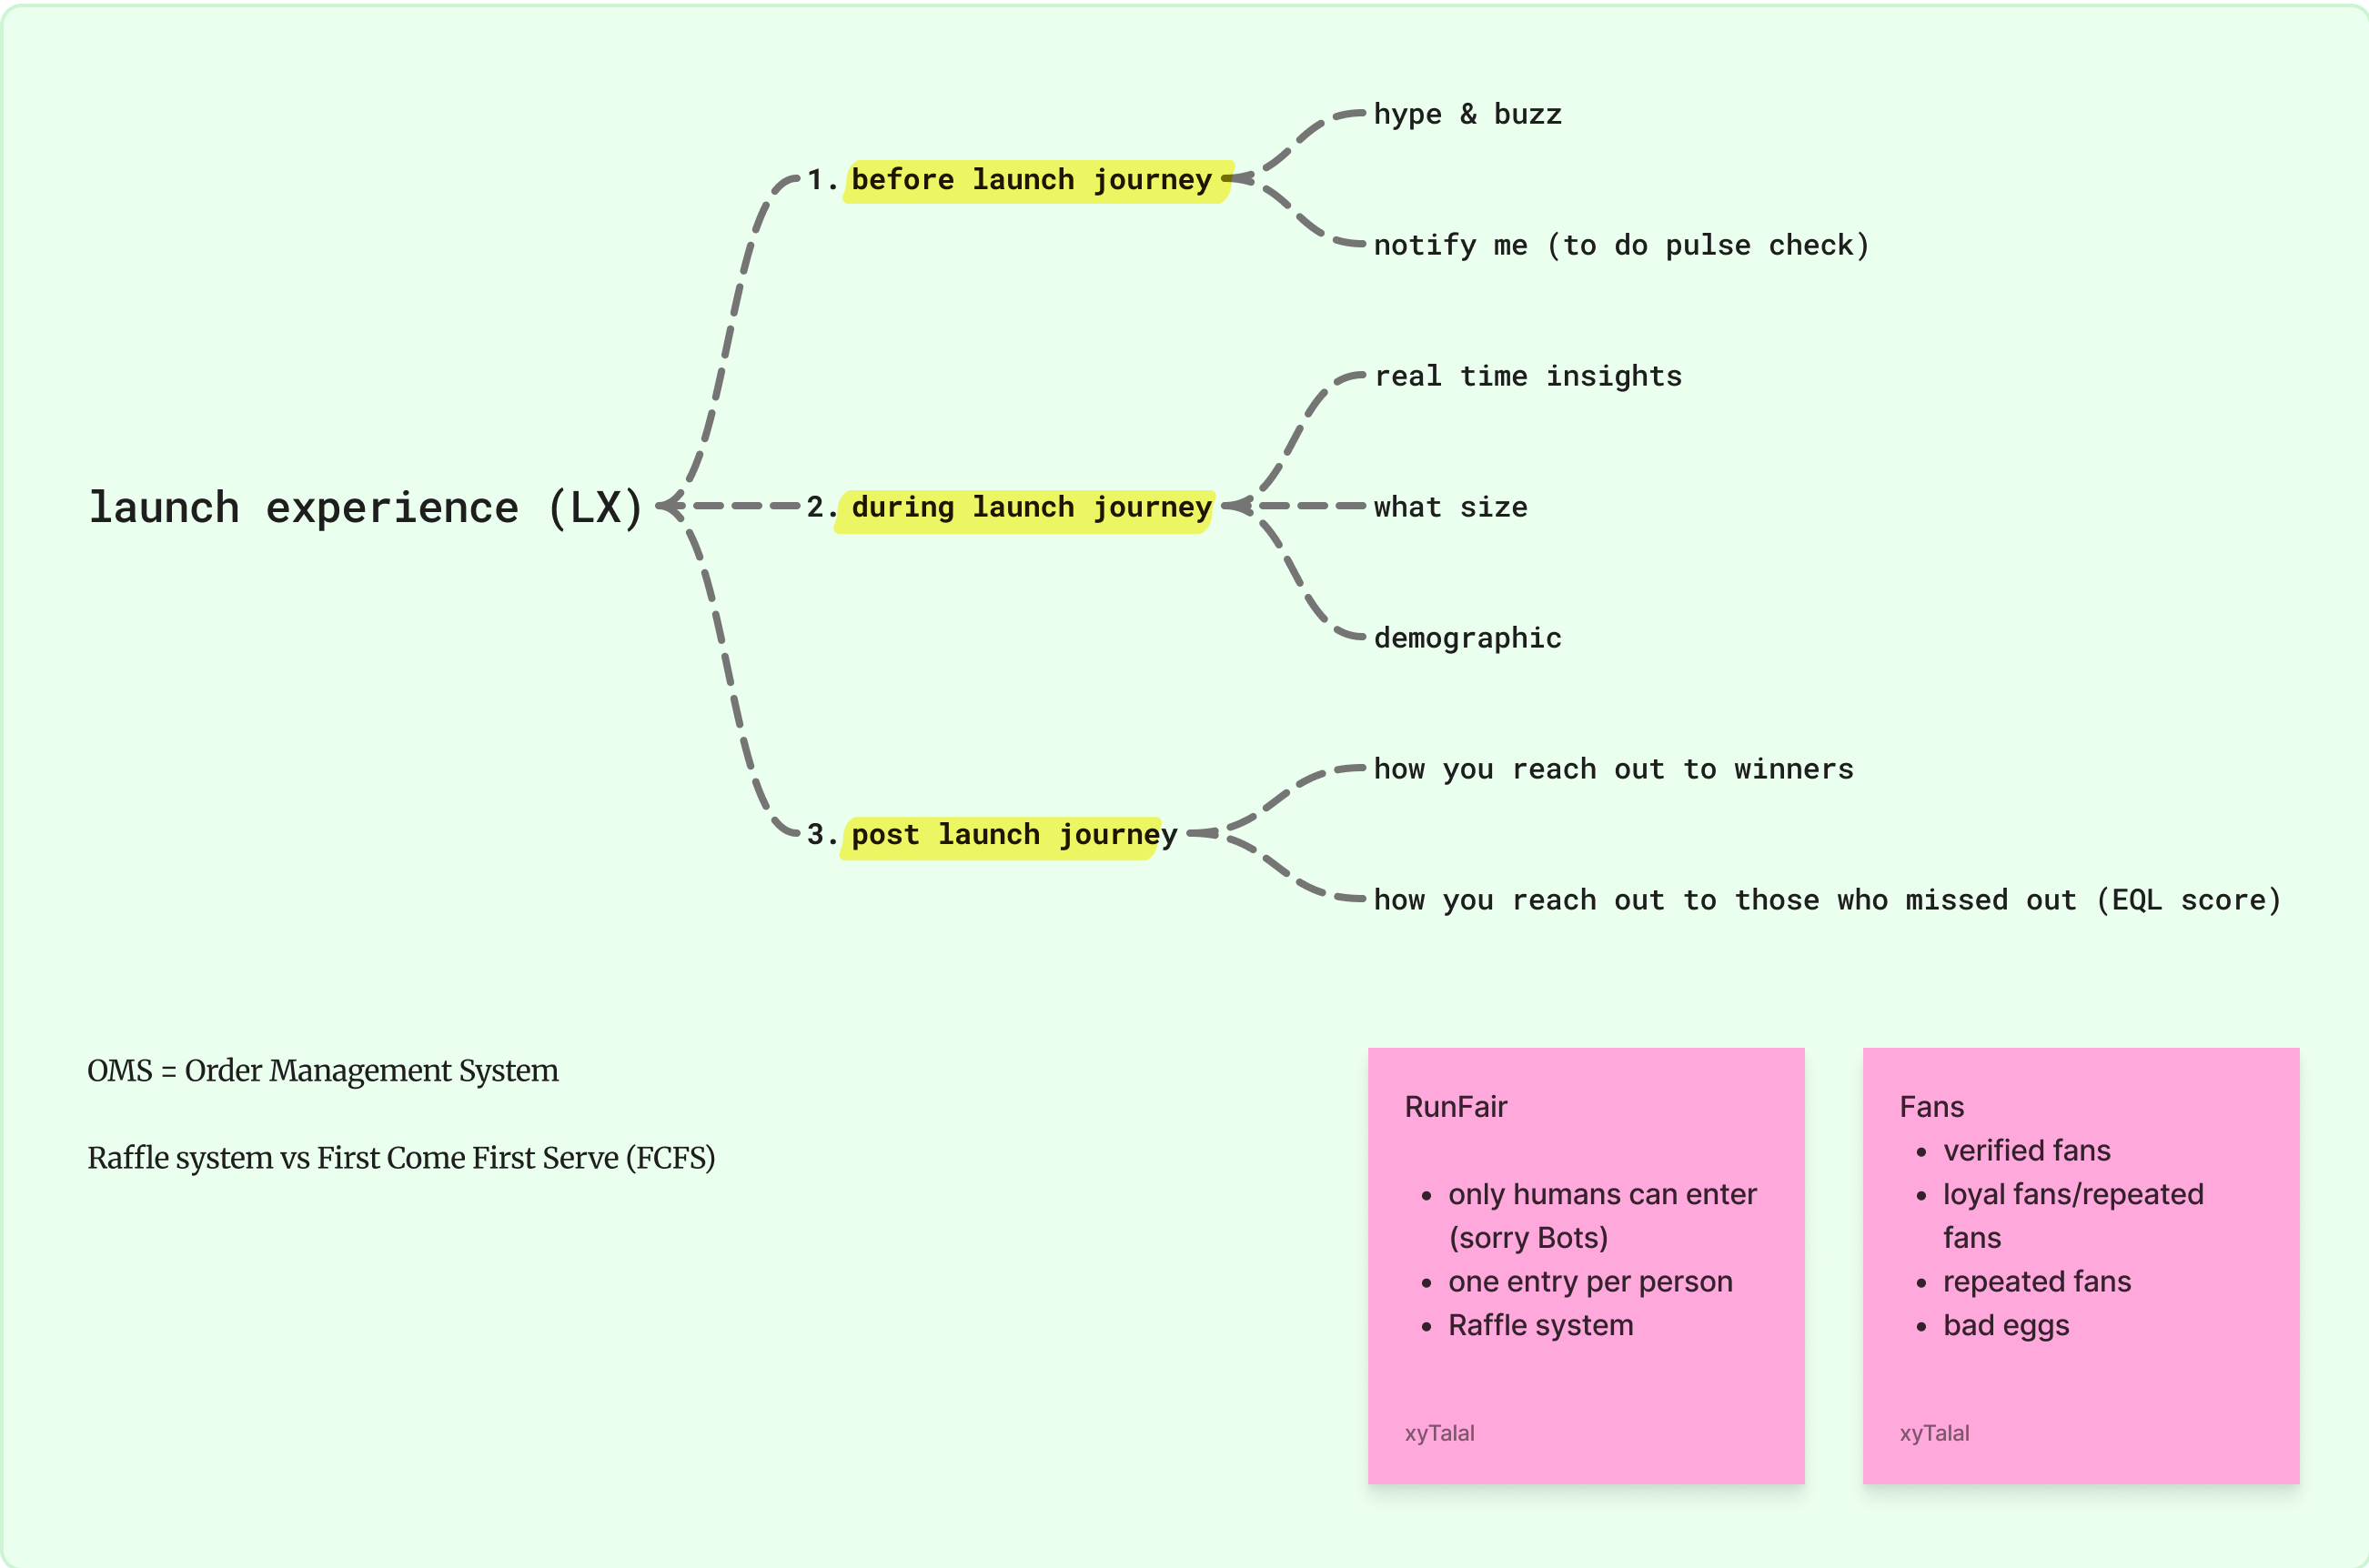 hype & buzz
1. before launch journey
notify me (to do pulse check)
real time insights
launch experience (LX)
2. during launch journey
what size
demographic
how you reach out to winners
3. post launch journey
how you reach out to those who missed out (EQL score)
OMS = Order Management System
Raffle system vs First Come First Serve (FCFS)
RunFair
• only humans can enter
(sorry Bots)
• one entry per person
• Raffle system
xyTalal
Fans
• verified fans
• loyal fans/repeated
fans
• repeated fans
• bad eggs
xyTalal